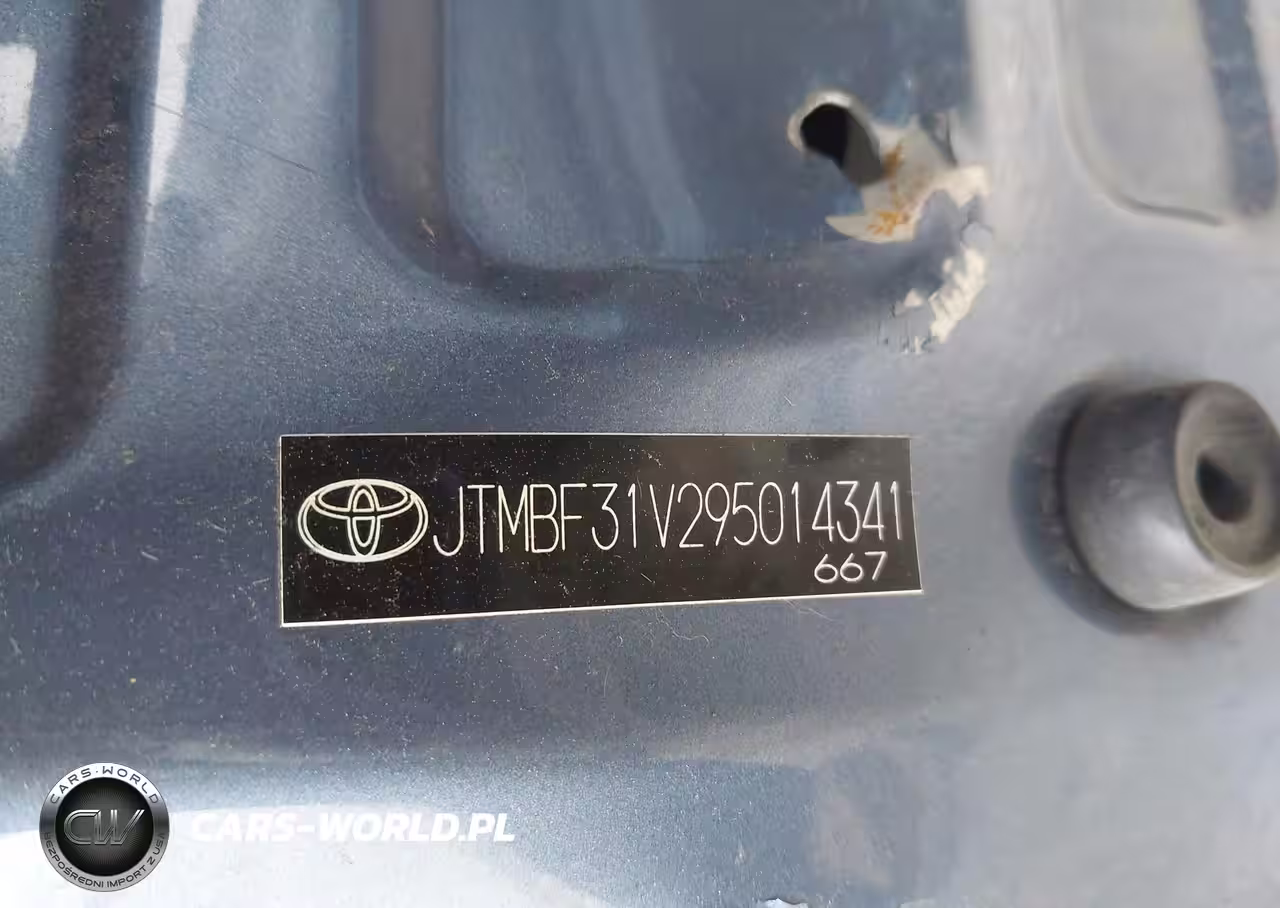 JTMBF31V295014341
667
CARS-WORLD
CW
BEZPOŚREDNI IMPORT Z USA
CARS-WORLD.PL